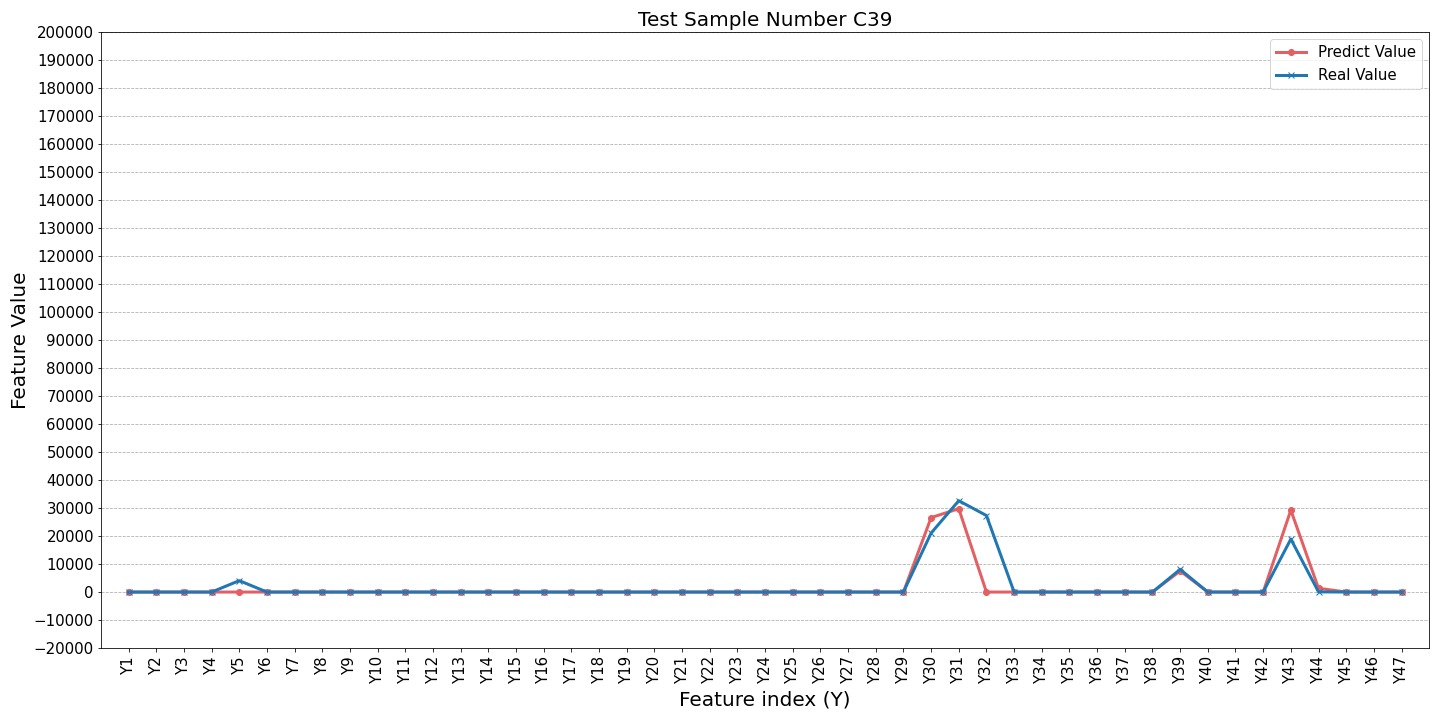 Test Sample Number C39
Predict Value
Real Value
Feature Value
200000
190000
180000
170000
160000
150000
140000
130000
120000
110000
100000
90000
80000
70000
60000
50000
40000
30000
20000
10000
0
−10000
−20000
Y1
Y2
Y3
Y4
Y5
Y6
Y7
Y8
Y9
Y10
Y11
Y12
Y13
Y14
Y15
Y16
Y17
Y18
Y19
Y20
Y21
Y22
Y23
Y24
Y25
Y26
Y27
Y28
Y29
Y30
Y31
Y32
Y33
Y34
Y35
Y36
Y37
Y38
Y39
Y40
Y41
Y42
Y43
Y44
Y45
Y46
Y47
Feature index (Y)